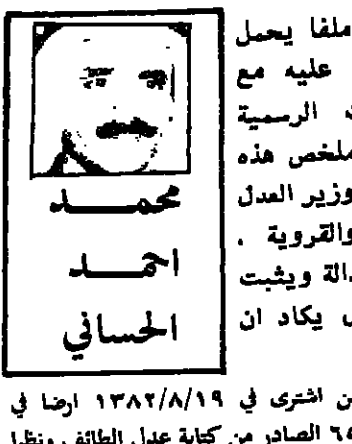 ملفا يحمل
عليه مع
الرسمية
ملخص هذه
وزير العدل
والقروية .
دالة ويثبت
يكاد ان
محمد
احمد
الحساني
ن اشترى في ١٣٨٢/٨/١٩ ارضا في
٦٤ الصادر من كتابة عدل الطائف ونظرا